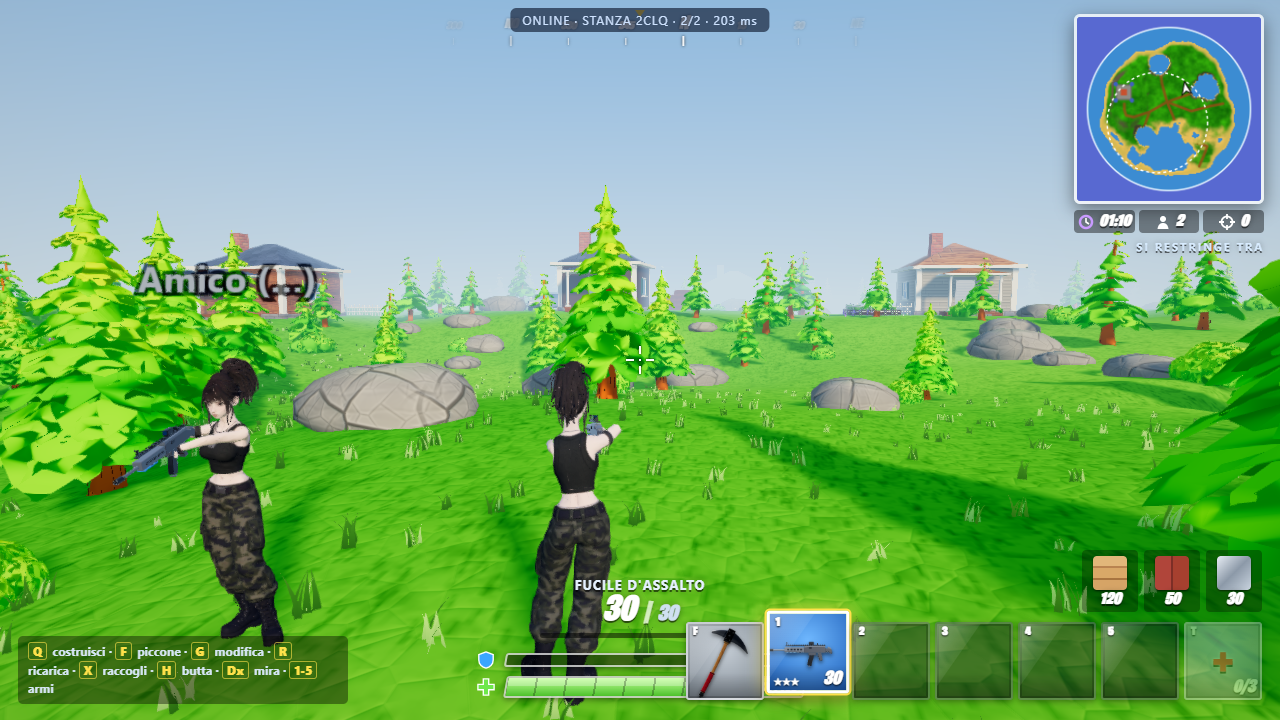 ONLINE · STANZA 2CLQ · 2/2 · 203 ms
01:10
2
0
SI RESTRINGE TRA
Amico (...)
FUCILE D'ASSALTO
30 / 30
120
50
30
Q costruisci · F piccone · G modifica · R
ricarica · X raccogli · H butta · Dx mira · 1-5
armi
F
1
30
2
3
4
5
T
0/3